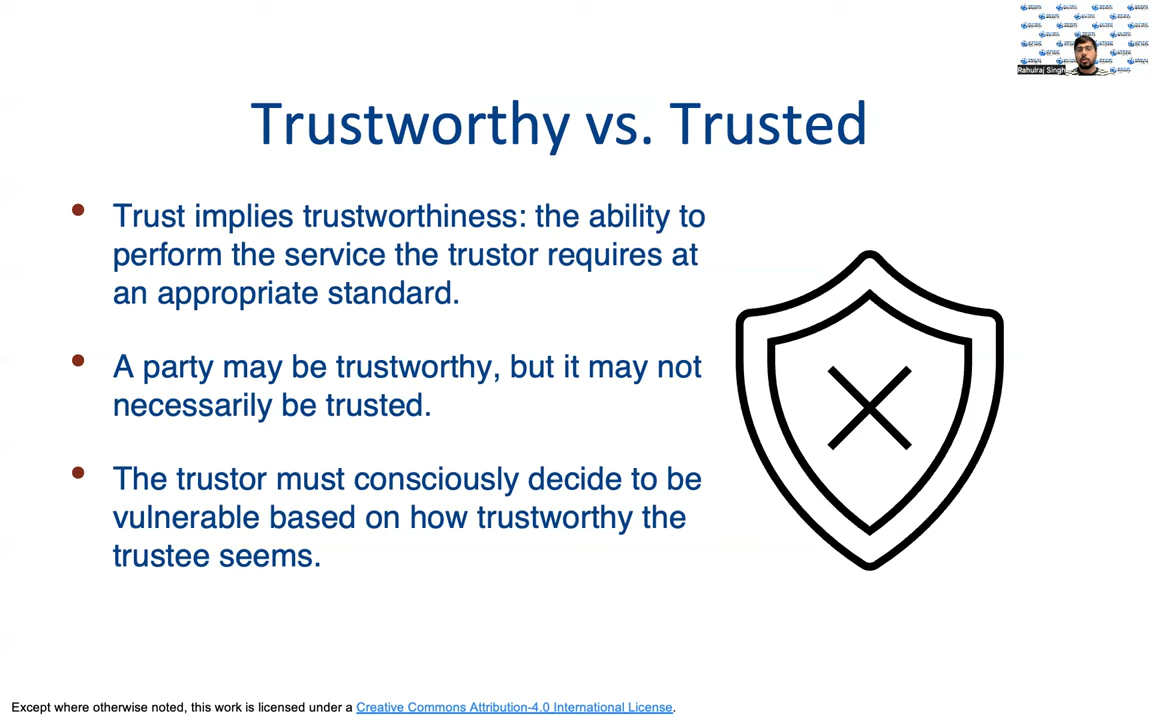 Rahulraj Singh
Trustworthy vs. Trusted
• Trust implies trustworthiness: the ability to
perform the service the trustor requires at
an appropriate standard.
• A party may be trustworthy, but it may not
necessarily be trusted.
• The trustor must consciously decide to be
vulnerable based on how trustworthy the
trustee seems.
Except where otherwise noted, this work is licensed under a Creative Commons Attribution-4.0 International License.